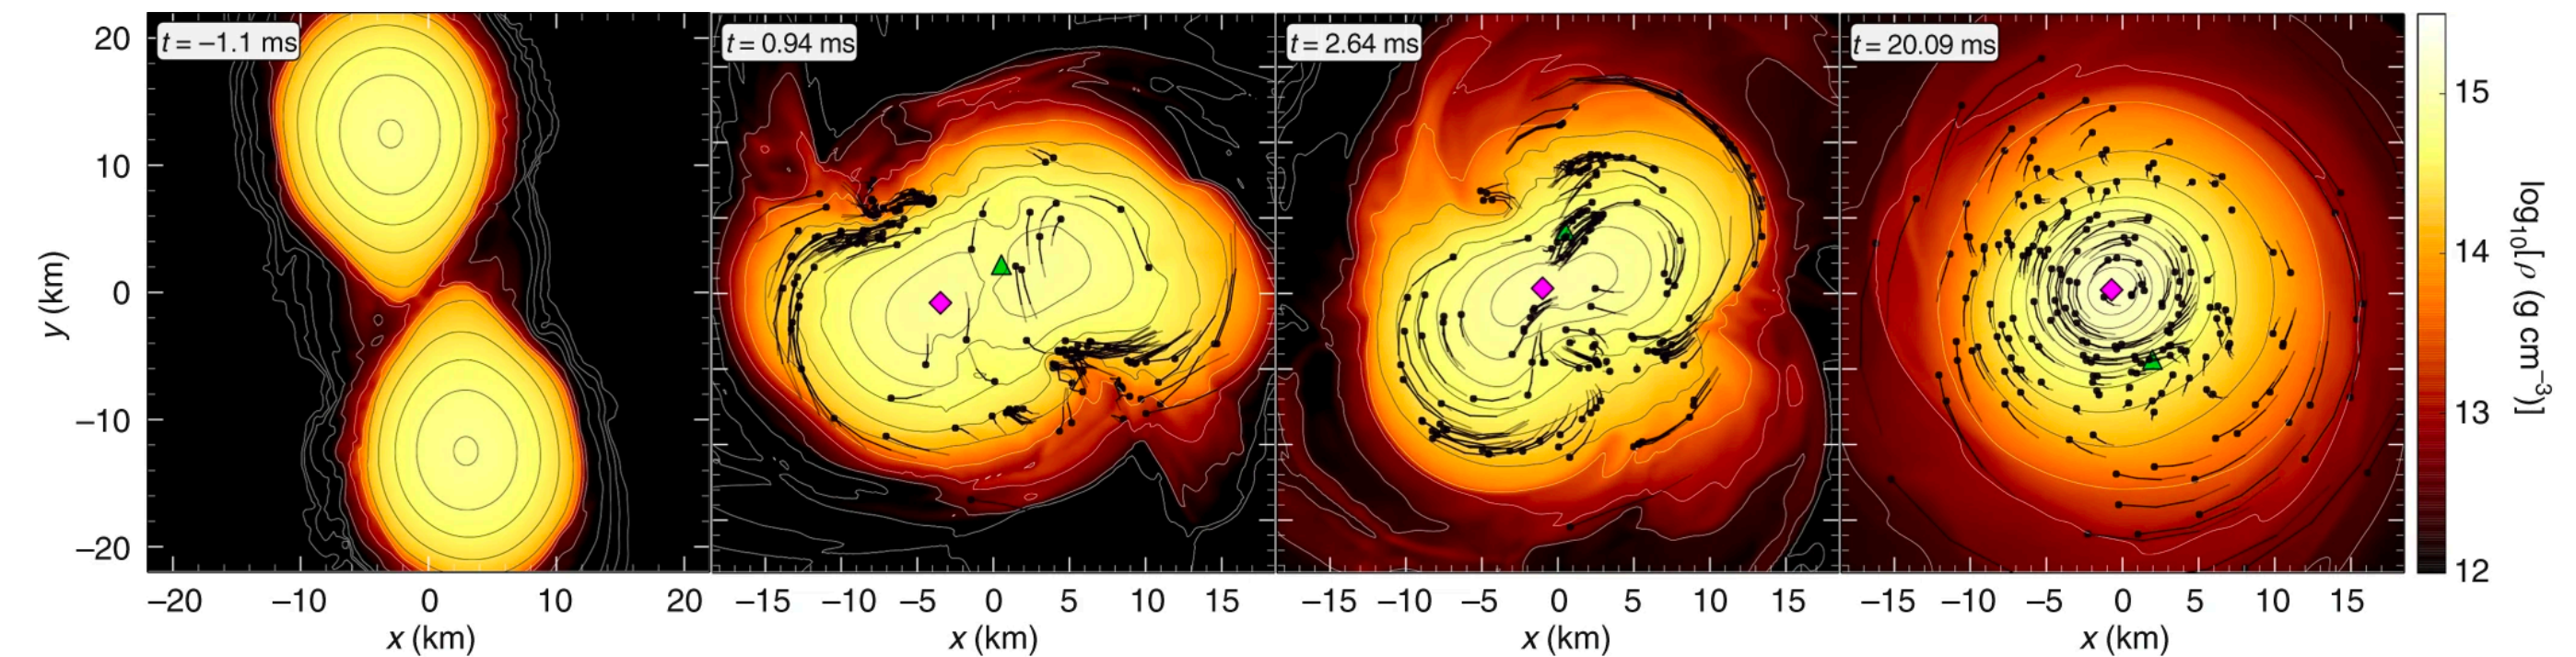 t = −1.1 ms
t = 0.94 ms
t = 2.64 ms
t = 20.09 ms
20
10
0
−10
−20
y (km)
15
14
13
12
log₁₀[ρ (g cm⁻³)]
−20 −10 0 10 20
−15 −10 −5 0 5 10 15
−15 −10 −5 0 5 10 15
−15 −10 −5 0 5 10 15
x (km)
x (km)
x (km)
x (km)